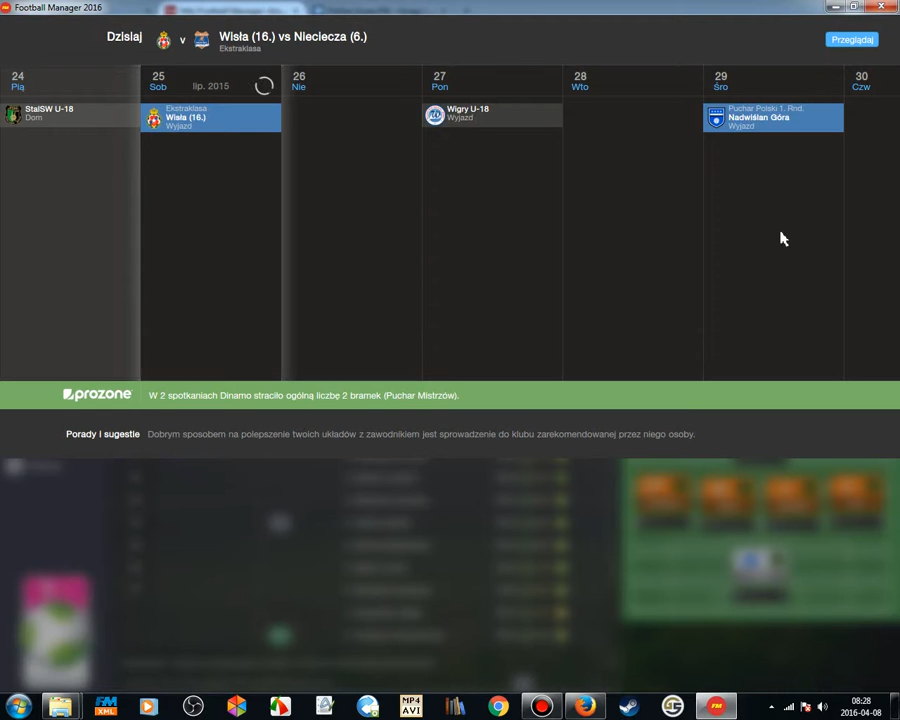 Football Manager 2016
Dzisiaj v Wisła (16.) vs Nieciecza (6.)
Ekstraklasa
Przeglądaj
24
Pią
25
Sob
lip. 2015
26
Nie
27
Pon
28
Wto
29
Śro
30
Czw
StalSW U-18
Dom
Ekstraklasa
Wisła (16.)
Wyjazd
Wigry U-18
Wyjazd
Puchar Polski 1. Rnd.
Nadwiślan Góra
Wyjazd
prozone W 2 spotkaniach Dinamo straciło ogólną liczbę 2 bramek (Puchar Mistrzów).
Porady i sugestie Dobrym sposobem na polepszenie twoich układów z zawodnikiem jest sprowadzenie do klubu zarekomendowanej przez niego osoby.
FM
XML
MP4
AVI
FM
08:28
2016-04-08